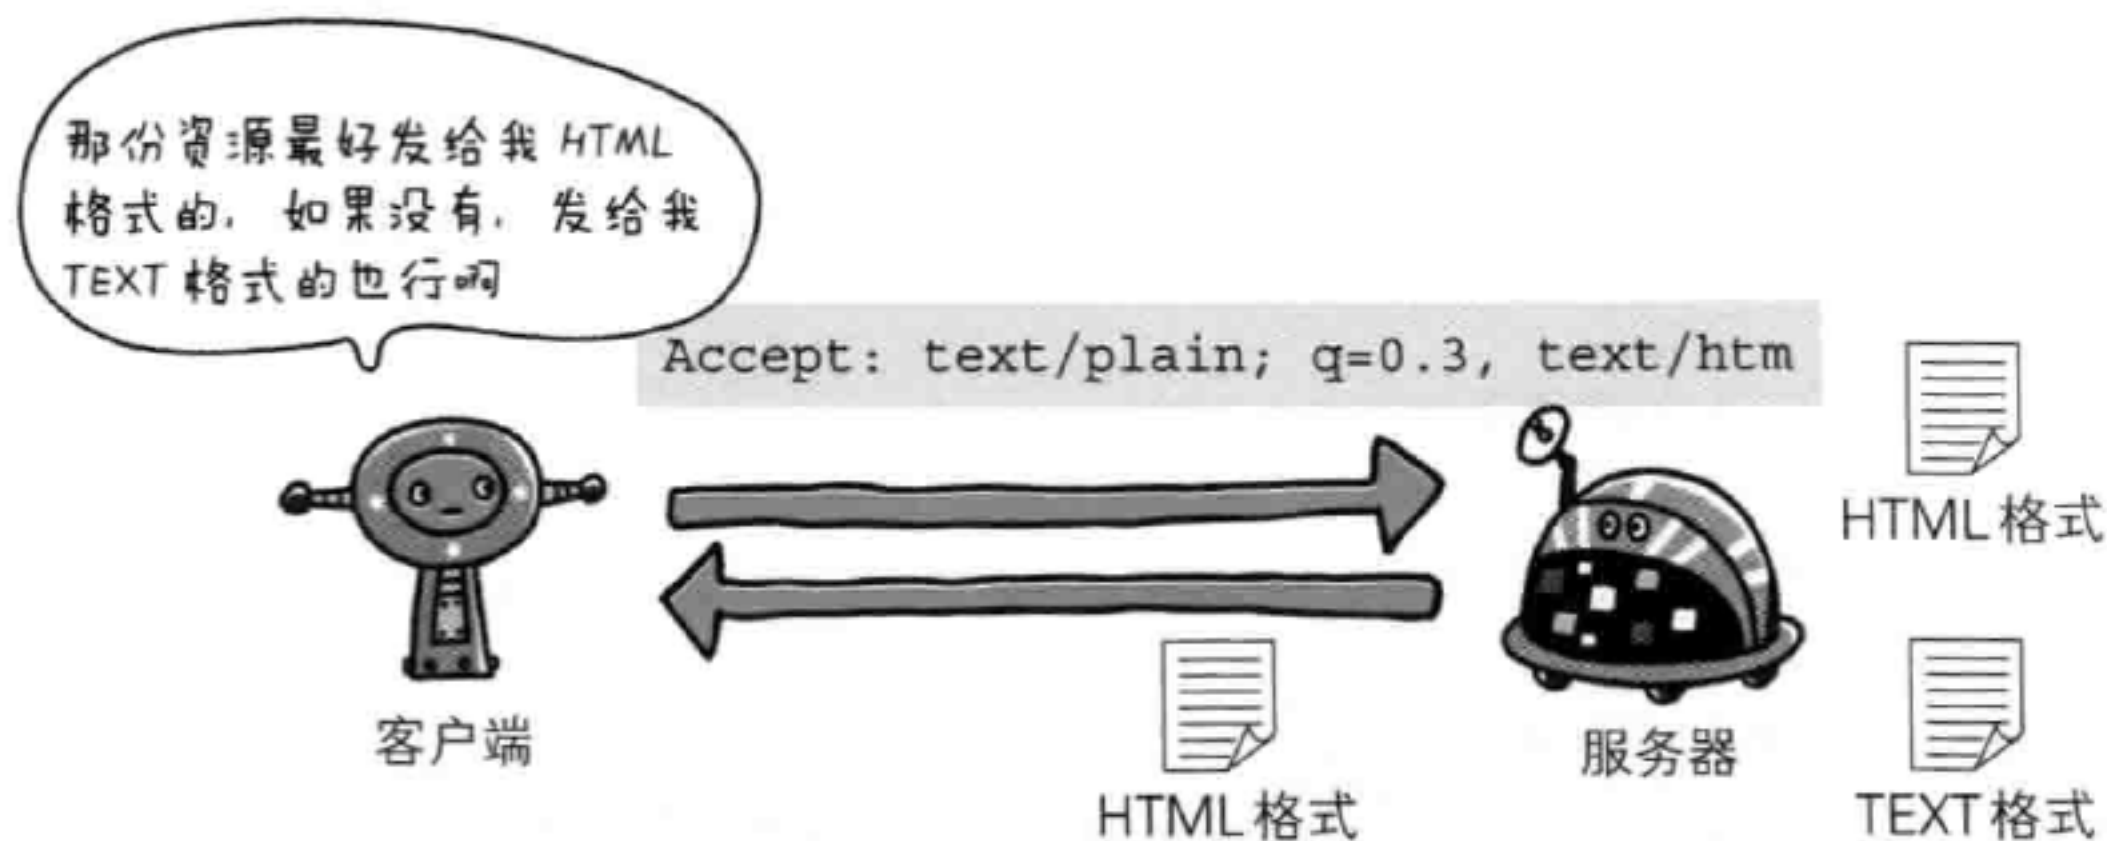 那份资源最好发给我 HTML
格式的，如果没有，发给我
TEXT 格式的也行啊
Accept: text/plain; q=0.3, text/htm
HTML 格式
客户端
服务器
HTML 格式
TEXT 格式